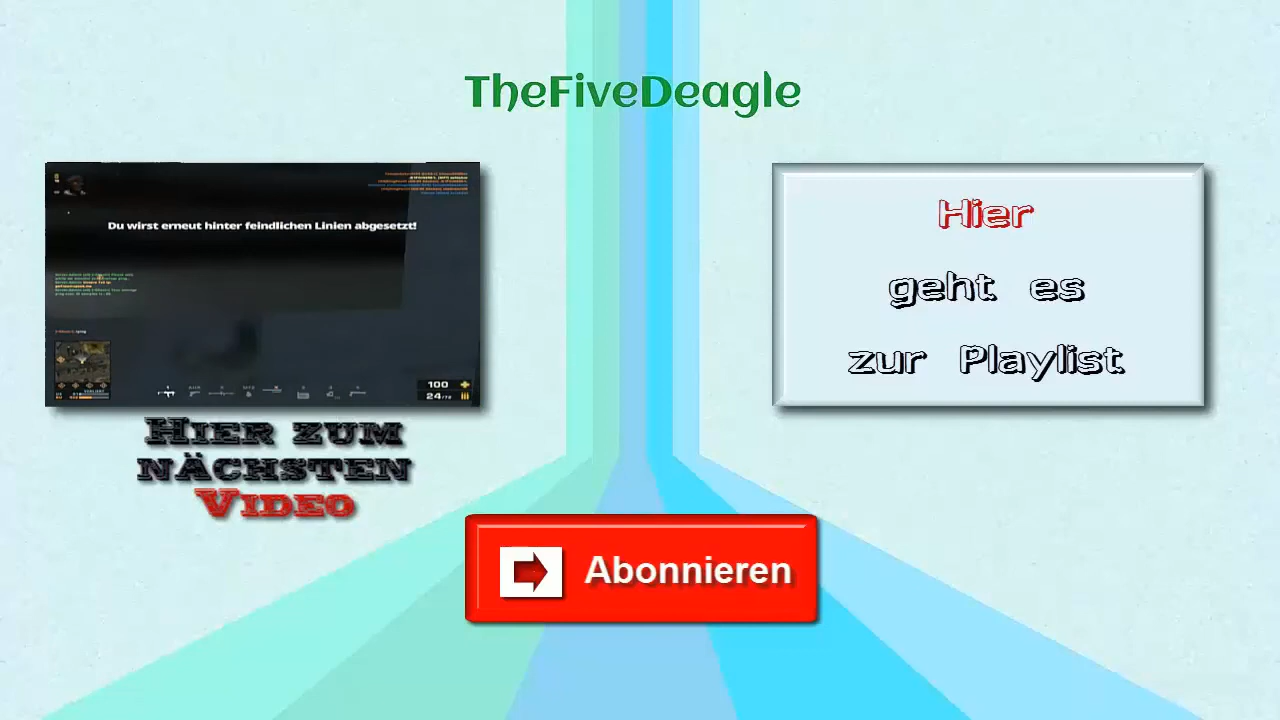 TheFiveDeagle
Du wirst erneut hinter feindlichen Linien abgesetzt!
100
24
Hier zum
nächsten
Video
Hier
geht es
zur Playlist
Abonnieren